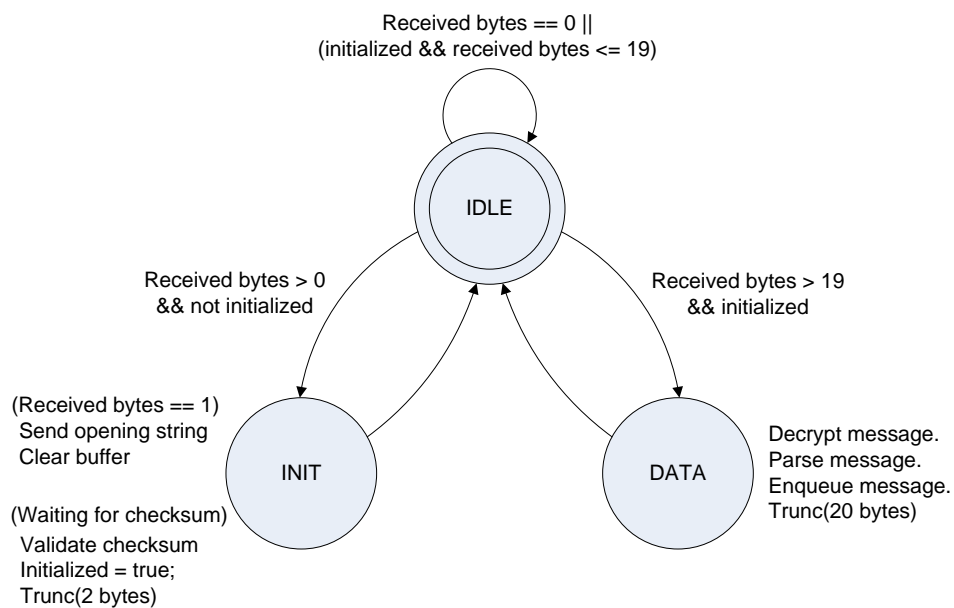 Received bytes == 0 ||
(initialized && received bytes <= 19)
IDLE
Received bytes > 0
&& not initialized
Received bytes > 19
&& initialized
(Received bytes == 1)
Send opening string
Clear buffer
INIT
(Waiting for checksum)
Validate checksum
Initialized = true;
Trunc(2 bytes)
DATA
Decrypt message.
Parse message.
Enqueue message.
Trunc(20 bytes)